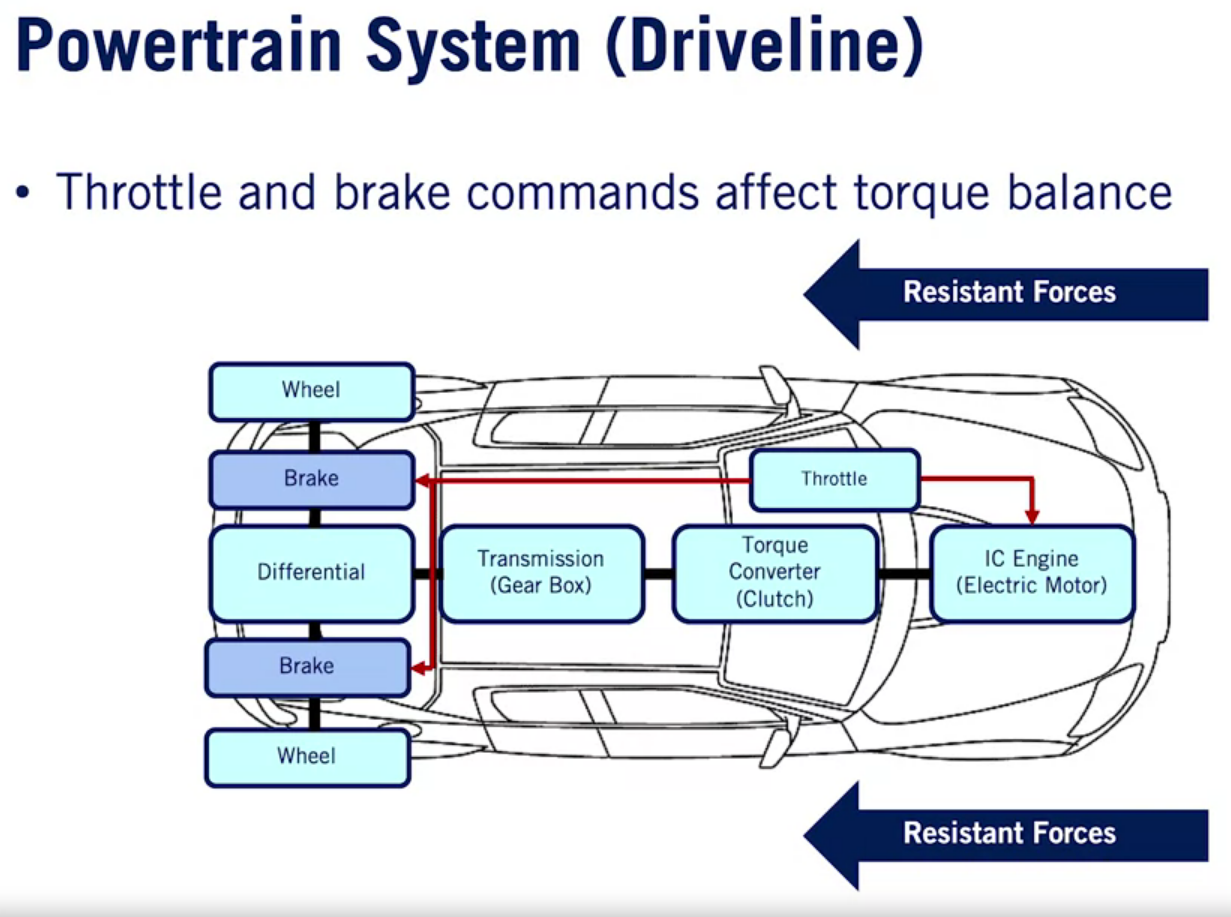 Powertrain System (Driveline)
• Throttle and brake commands affect torque balance
Resistant Forces
Wheel
Brake
Throttle
Differential
Transmission
(Gear Box)
Torque
Converter
(Clutch)
IC Engine
(Electric Motor)
Brake
Wheel
Resistant Forces